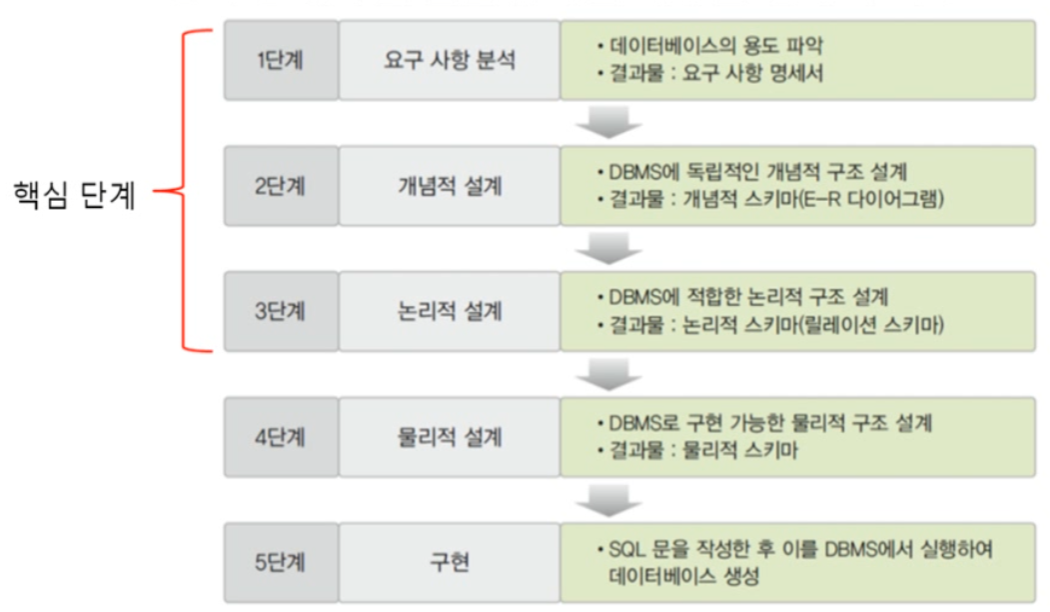 1단계
요구 사항 분석
• 데이터베이스의 용도 파악
• 결과물 : 요구 사항 명세서
핵심 단계
2단계
개념적 설계
• DBMS에 독립적인 개념적 구조 설계
• 결과물 : 개념적 스키마(E-R 다이어그램)
3단계
논리적 설계
• DBMS에 적합한 논리적 구조 설계
• 결과물 : 논리적 스키마(릴레이션 스키마)
4단계
물리적 설계
• DBMS로 구현 가능한 물리적 구조 설계
• 결과물 : 물리적 스키마
5단계
구현
• SQL 문을 작성한 후 이를 DBMS에서 실행하여
데이터베이스 생성